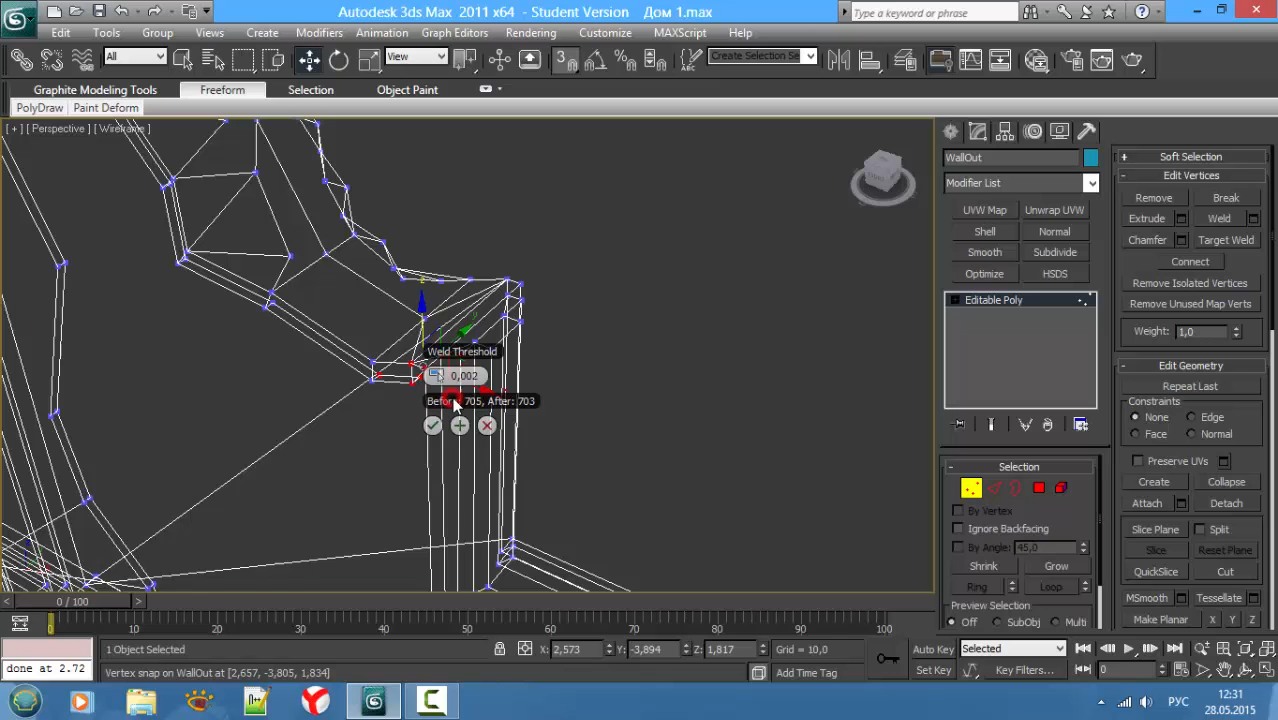 Autodesk 3ds Max 2011 x64 - Student Version Дом 1.max
Type a keyword or phrase
Edit Tools Group Views Create Modifiers Animation Graph Editors Rendering Customize MAXScript Help
All View 3 Create Selection Se
Graphite Modeling Tools Freeform Selection Object Paint
PolyDraw Paint Deform
[ + ] [ Perspective ] [ Wireframe ]
WallOut
Modifier List
UVW Map Unwrap UVW
Shell Normal
Smooth Subdivide
Optimize HSDS
Editable Poly
Selection
By Vertex
Ignore Backfacing
By Angle: 45,0
Shrink Grow
Ring Loop
Preview Selection
Off SubObj Multi
Soft Selection
Edit Vertices
Remove Break
Extrude Weld
Chamfer Target Weld
Connect
Remove Isolated Vertices
Remove Unused Map Verts
Weight: 1,0
Edit Geometry
Repeat Last
Constraints
None Edge
Face Normal
Preserve UVs
Create Collapse
Attach Detach
Slice Plane Split
Slice Reset Plane
QuickSlice Cut
MSmooth Tessellate
Make Planar X Y Z
Weld Threshold
0,002
705, After: 703
0 / 100
0 10 20 30 40 50 60 70 80 90 100
1 Object Selected X: 2,573 Y: -3,894 Z: 1,817 Grid = 10,0
Auto Key Selected
done at 2.72 Vertex snap on WallOut at [2,657, -3,805, 1,834] Add Time Tag
Set Key Key Filters... 0
РУС 12:31
28.05.2015